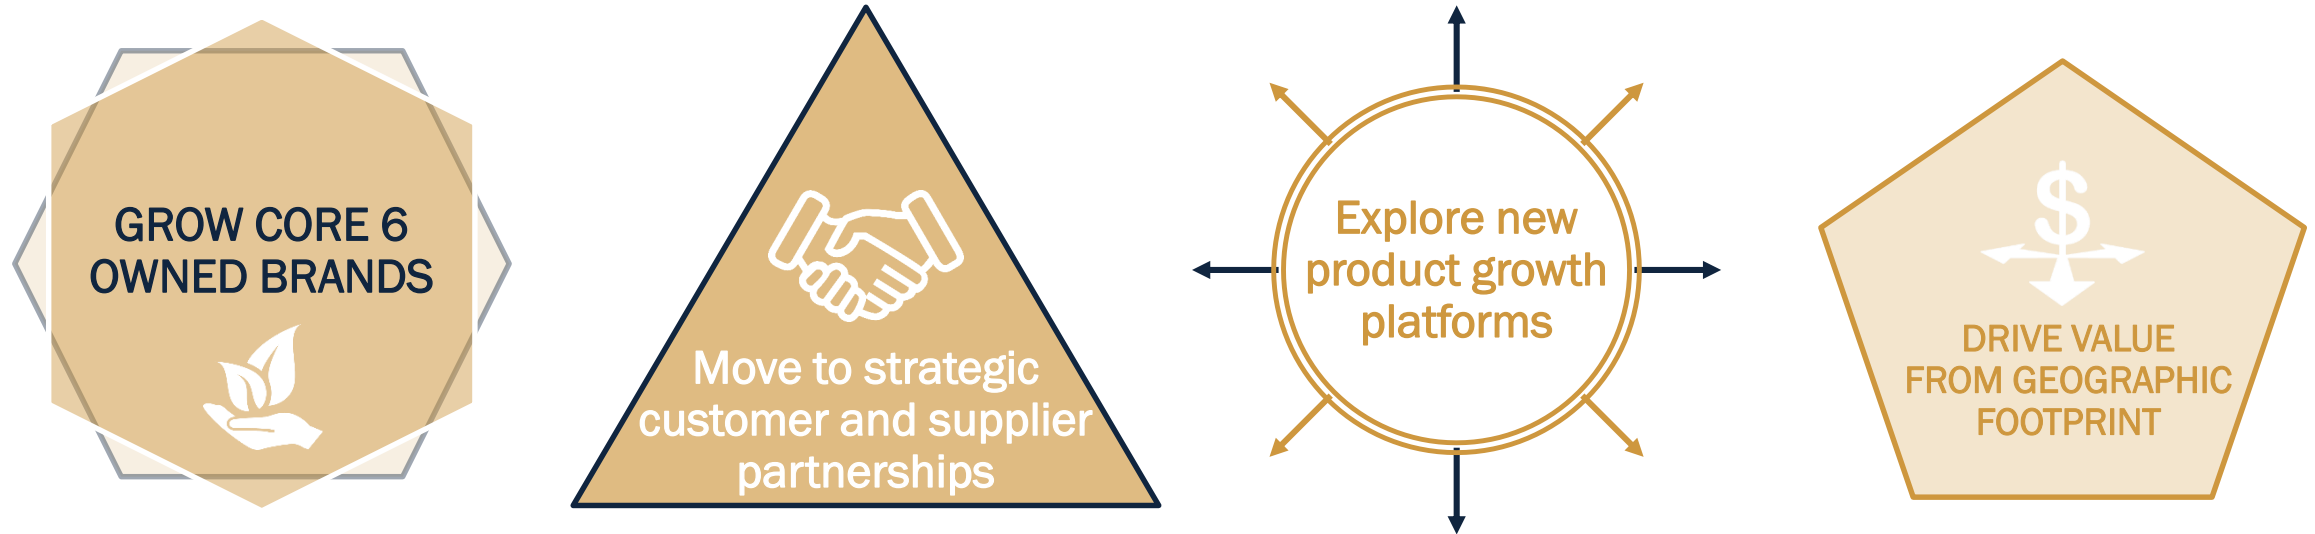 GROW CORE 6
OWNED BRANDS
Move to strategic
customer and supplier
partnerships
Explore new
product growth
platforms
$
DRIVE VALUE
FROM GEOGRAPHIC
FOOTPRINT